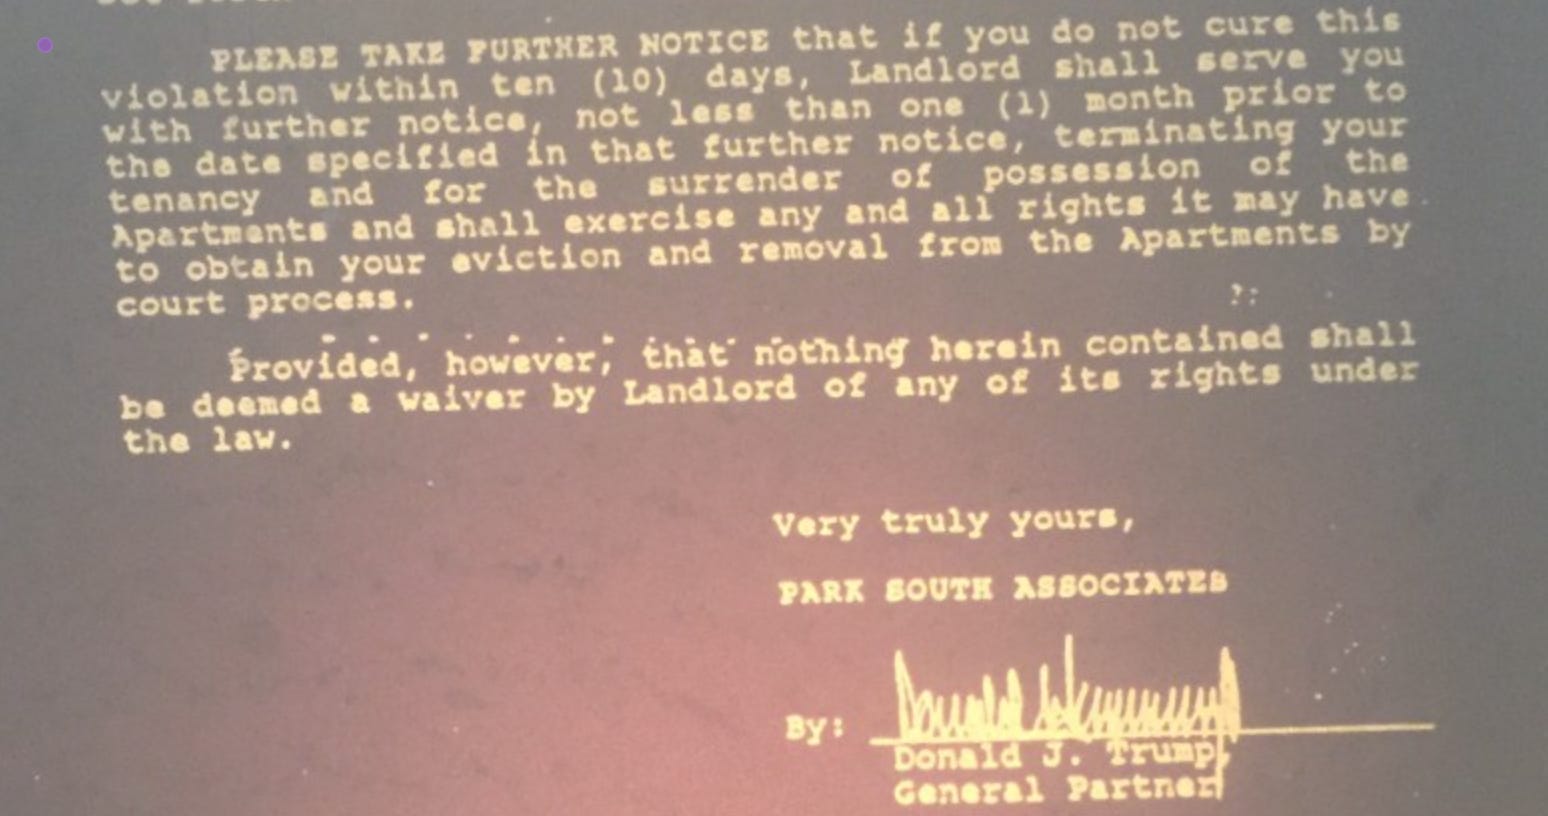 PLEASE TAKE FURTHER NOTICE that if you do not cure this
violation within ten (10) days, Landlord shall serve you
with further notice, not less than one (1) month prior to
the date specified in that further notice, terminating your
tenancy and for the surrender of possession of the
Apartments and shall exercise any and all rights it may have
to obtain your eviction and removal from the Apartments by
court process.
Provided, however, that nothing herein contained shall
be deemed a waiver by Landlord of any of its rights under
the law.
Very truly yours,
PARK SOUTH ASSOCIATES
By:
Donald J. Trump,
General Partner